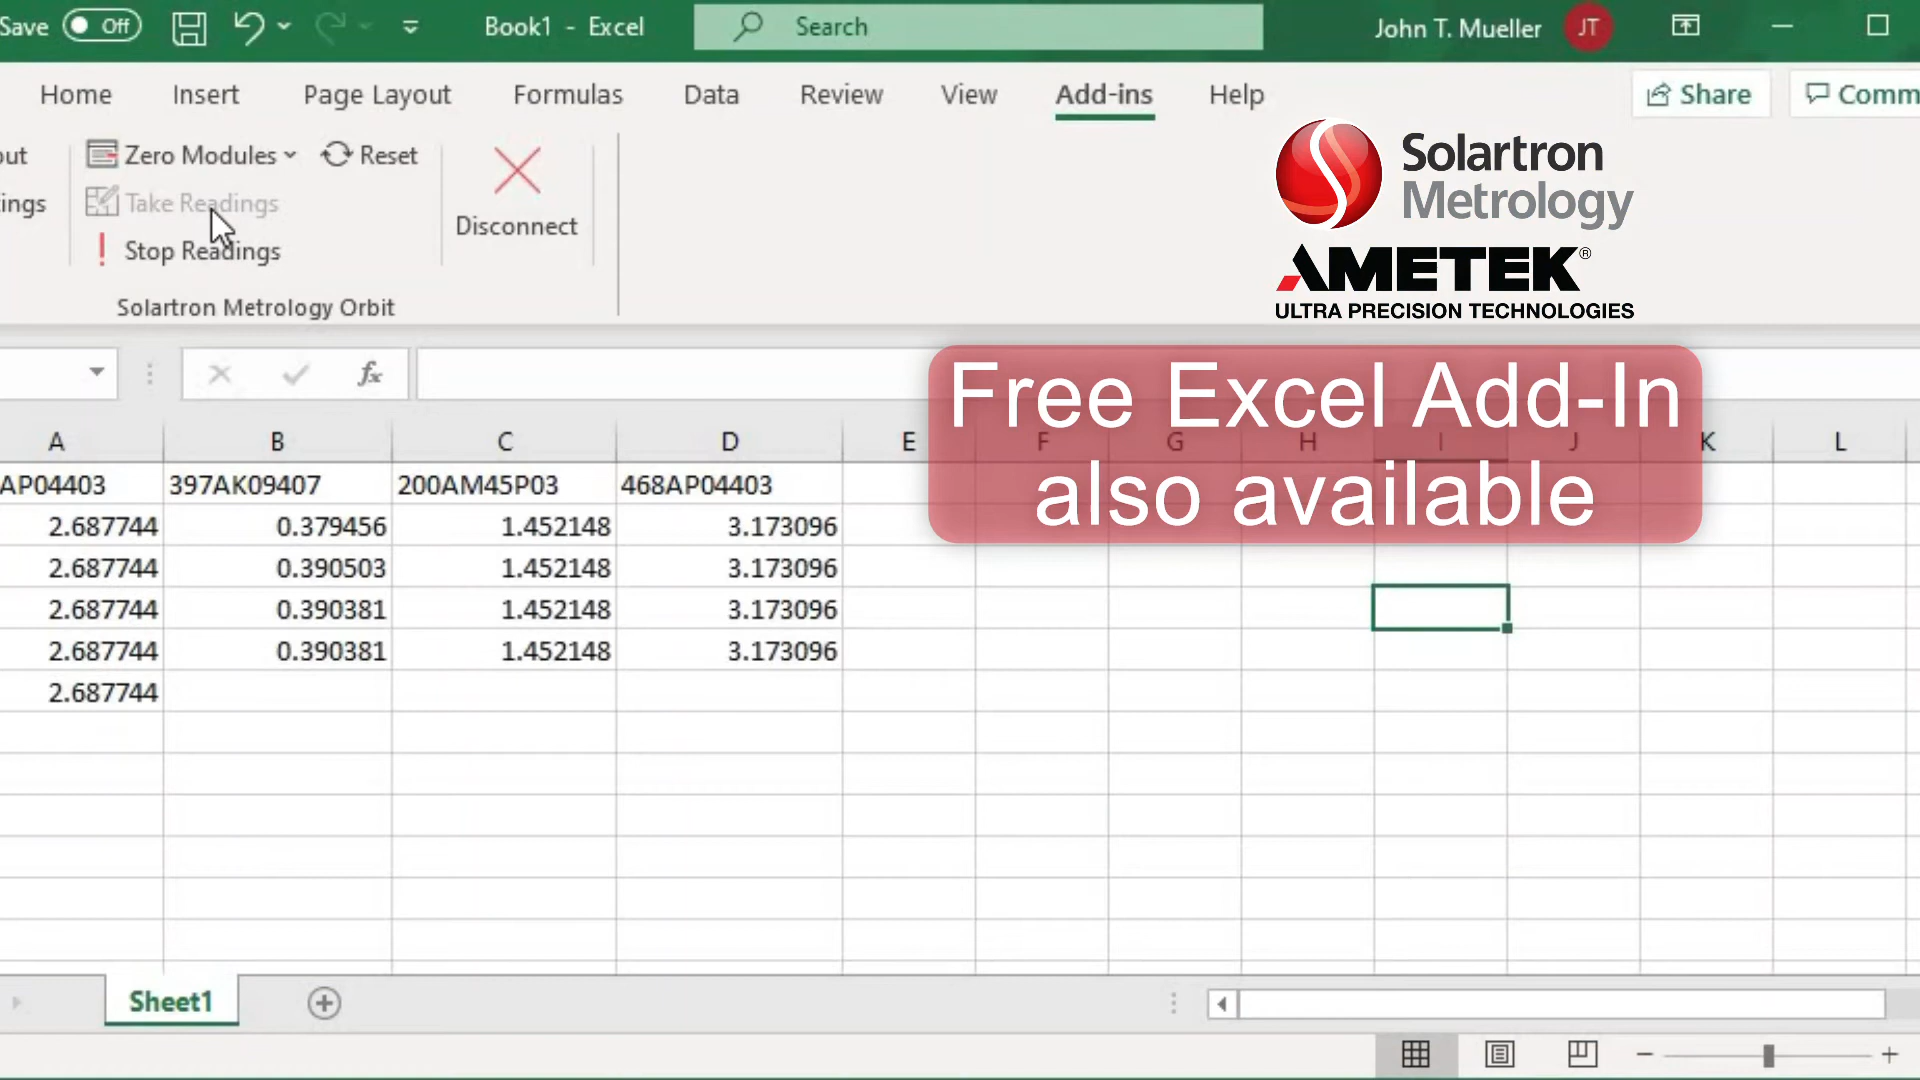 Save Off Book1 - Excel Search John T. Mueller JT
Home Insert Page Layout Formulas Data Review View Add-ins Help Share Comm
out Zero Modules Reset
ings Take Readings Disconnect
Stop Readings
Solartron Metrology Orbit
Solartron
Metrology
AMETEK®
ULTRA PRECISION TECHNOLOGIES
fx
Free Excel Add-In
also available
A B C D E F G H I J K L
AP04403 397AK09407 200AM45P03 468AP04403
2.687744 0.379456 1.452148 3.173096
2.687744 0.390503 1.452148 3.173096
2.687744 0.390381 1.452148 3.173096
2.687744 0.390381 1.452148 3.173096
2.687744
Sheet1